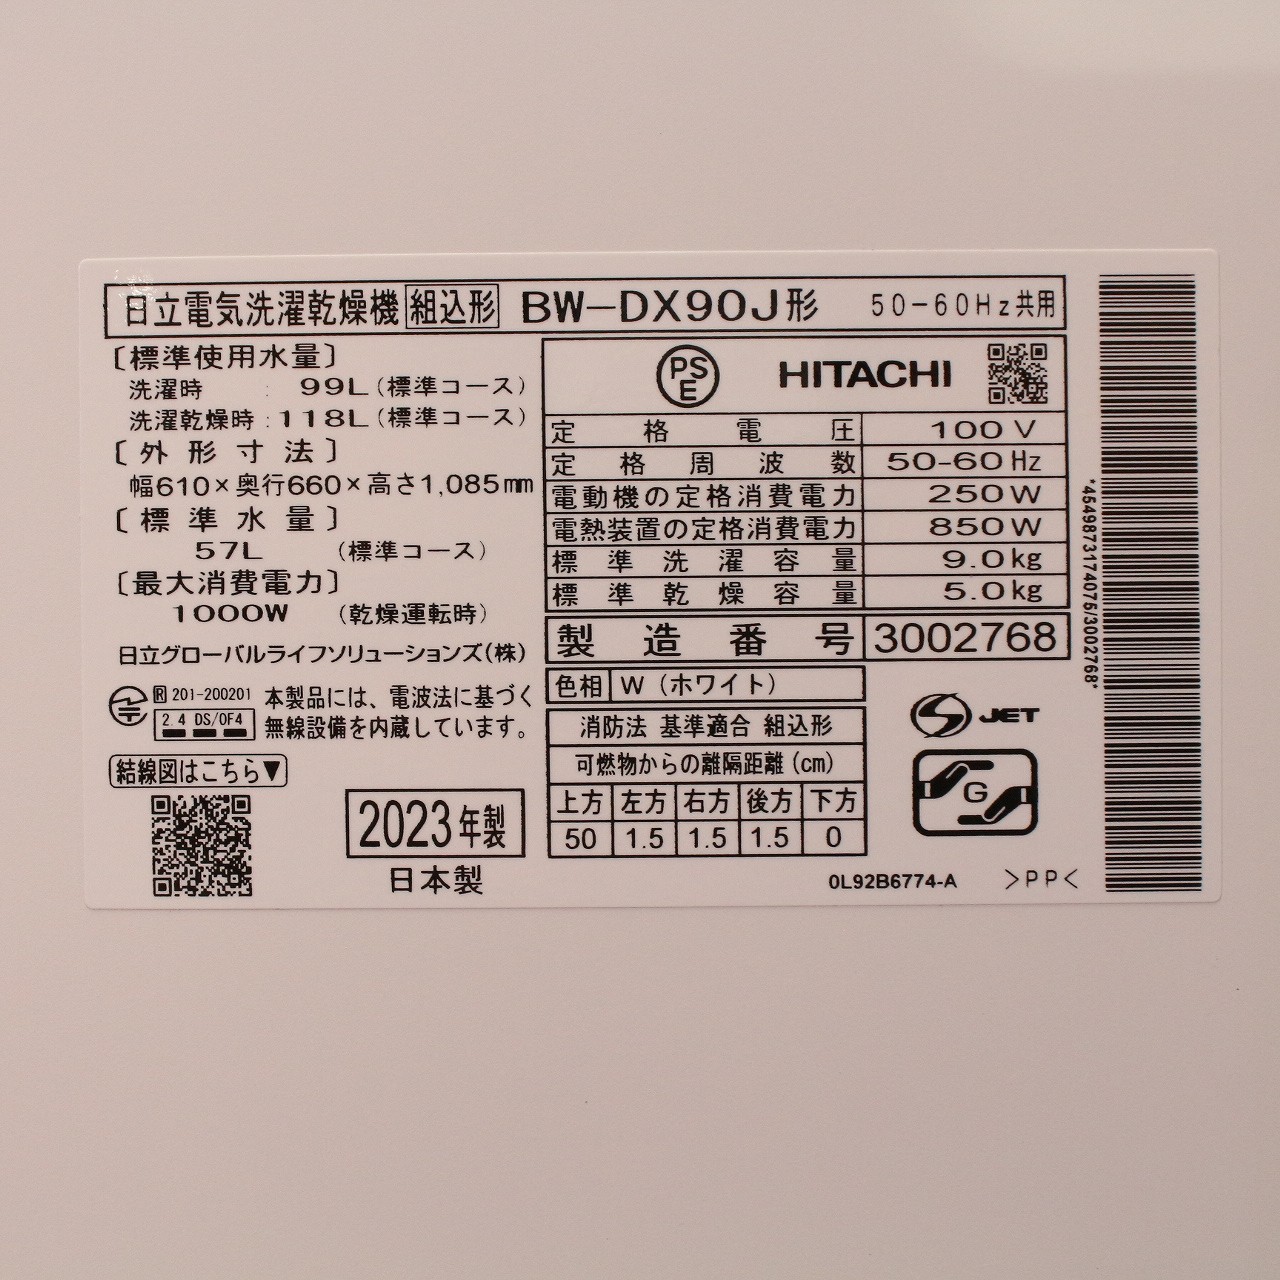 日立電気洗濯乾燥機 組込形 BW-DX90J形 50-60Hz共用
〔標準使用水量〕
洗濯時 : 99L(標準コース)
洗濯乾燥時:118L(標準コース)
〔外形寸法〕
幅610×奥行660×高さ1,085mm
〔標準水量〕
57L (標準コース)
〔最大消費電力〕
1000W (乾燥運転時)
日立グローバルライフソリューションズ(株)
R 201-200201
2.4 DS/OF4
本製品には、電波法に基づく
無線設備を内蔵しています。
結線図はこちら▼
2023年製
日本製
PS
E
HITACHI
定格電圧 100V
定格周波数 50-60Hz
電動機の定格消費電力 250W
電熱装置の定格消費電力 850W
標準洗濯容量 9.0kg
標準乾燥容量 5.0kg
製造番号 3002768
色相 W(ホワイト)
消防法 基準適合 組込形
可燃物からの離隔距離(cm)
上方 左方 右方 後方 下方
50 1.5 1.5 1.5 0
JET
G
0L92B6774-A >PP<
*4549873174075/3002768*